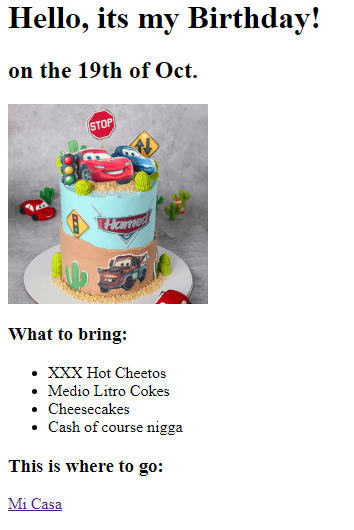 Hello, its my Birthday!
on the 19th of Oct.
STOP
Hamed
What to bring:
XXX Hot Cheetos
Medio Litro Cokes
Cheesecakes
Cash of course nigga
This is where to go:
Mi Casa